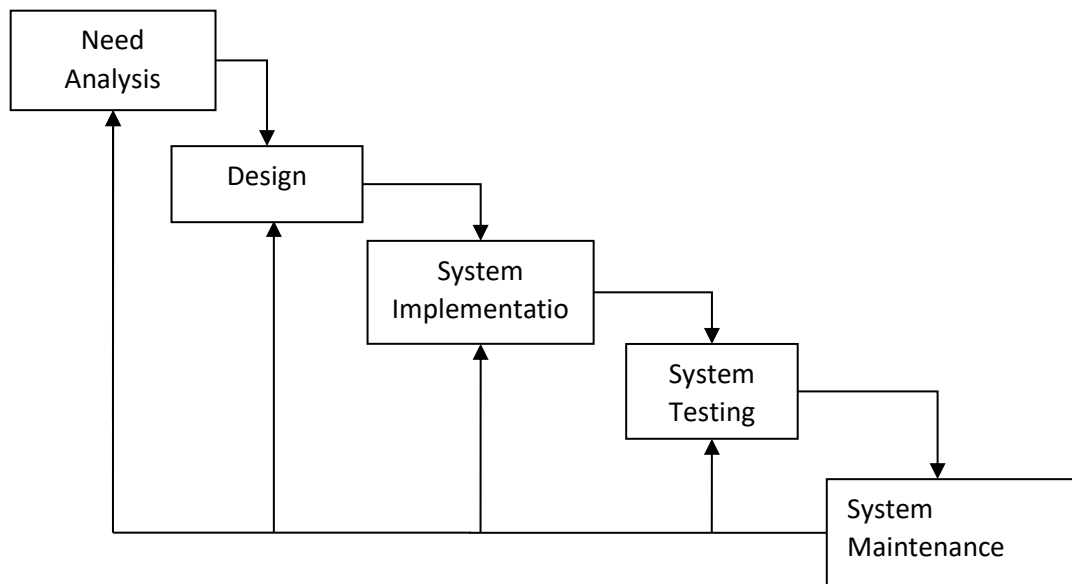 Need
Analysis
Design
System
Implementatio
System
Testing
System
Maintenance